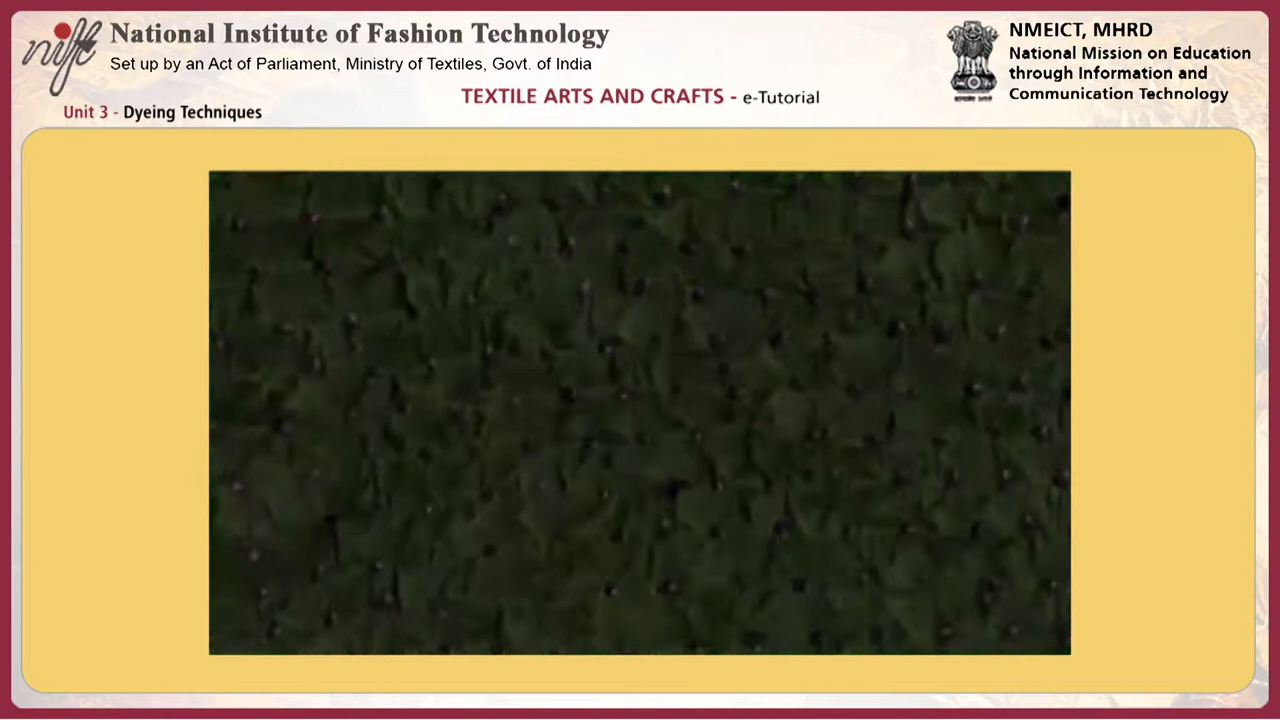 nift
National Institute of Fashion Technology
Set up by an Act of Parliament, Ministry of Textiles, Govt. of India
NMEICT, MHRD
National Mission on Education
through Information and
Communication Technology
TEXTILE ARTS AND CRAFTS - e-Tutorial
Unit 3 - Dyeing Techniques